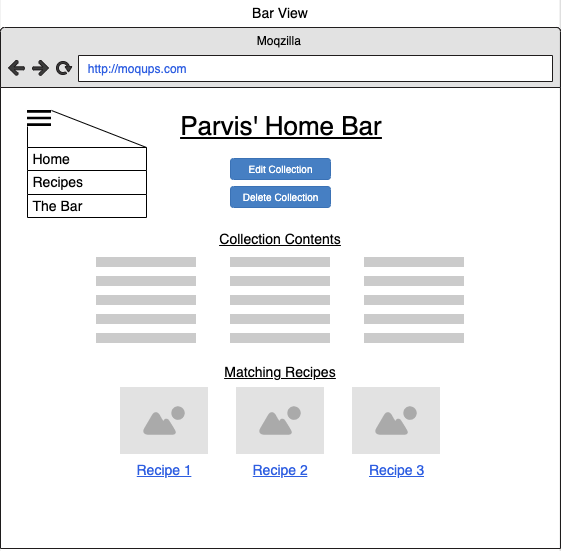 Bar View
Moqzilla
http://moqups.com
Parvis' Home Bar
Home
Recipes
The Bar
Edit Collection
Delete Collection
Collection Contents
Matching Recipes
Recipe 1 Recipe 2 Recipe 3